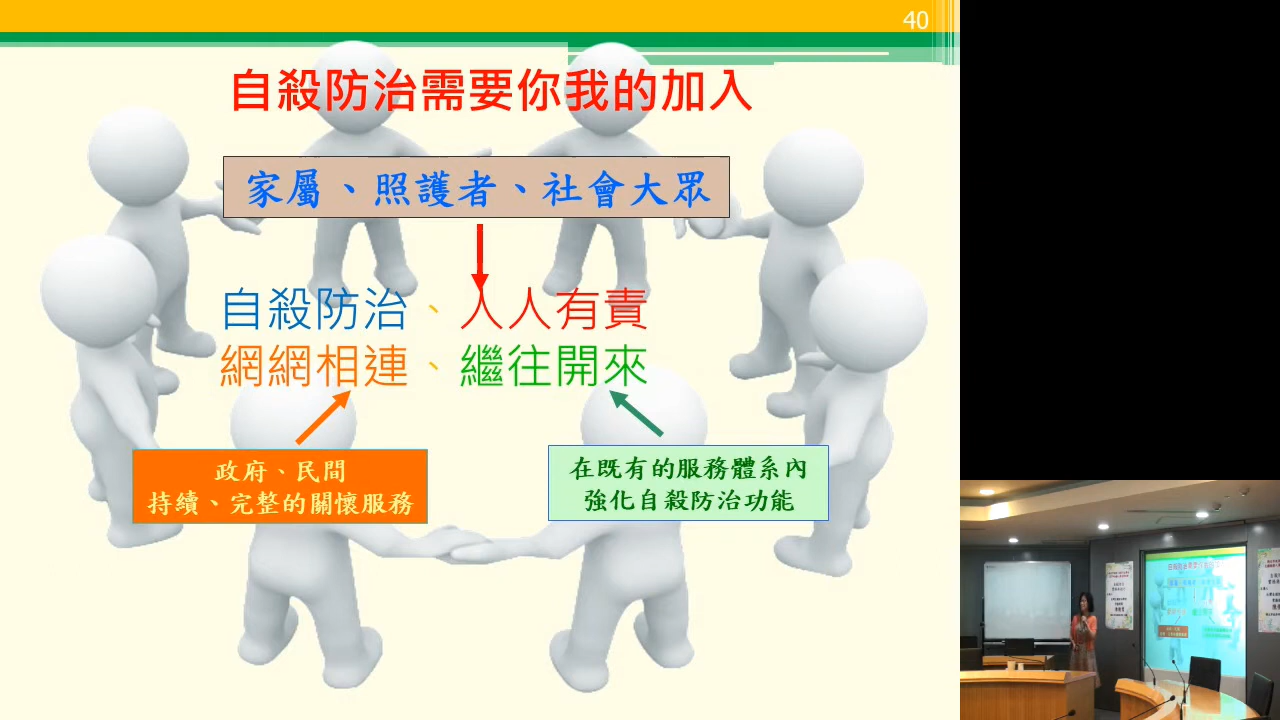 40
自殺防治需要你我的加入
家屬、照護者、社會大眾
自殺防治、人人有責
網網相連、繼往開來
政府、民間
持續、完整的關懷服務
在既有的服務體系內
強化自殺防治功能